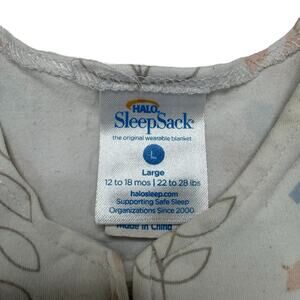 HALO
SleepSack
the original wearable blanket
L
Large
12 to 18 mos | 22 to 28 lbs
halosleep.com
Supporting Safe Sleep
Organizations Since 2000
Made in China